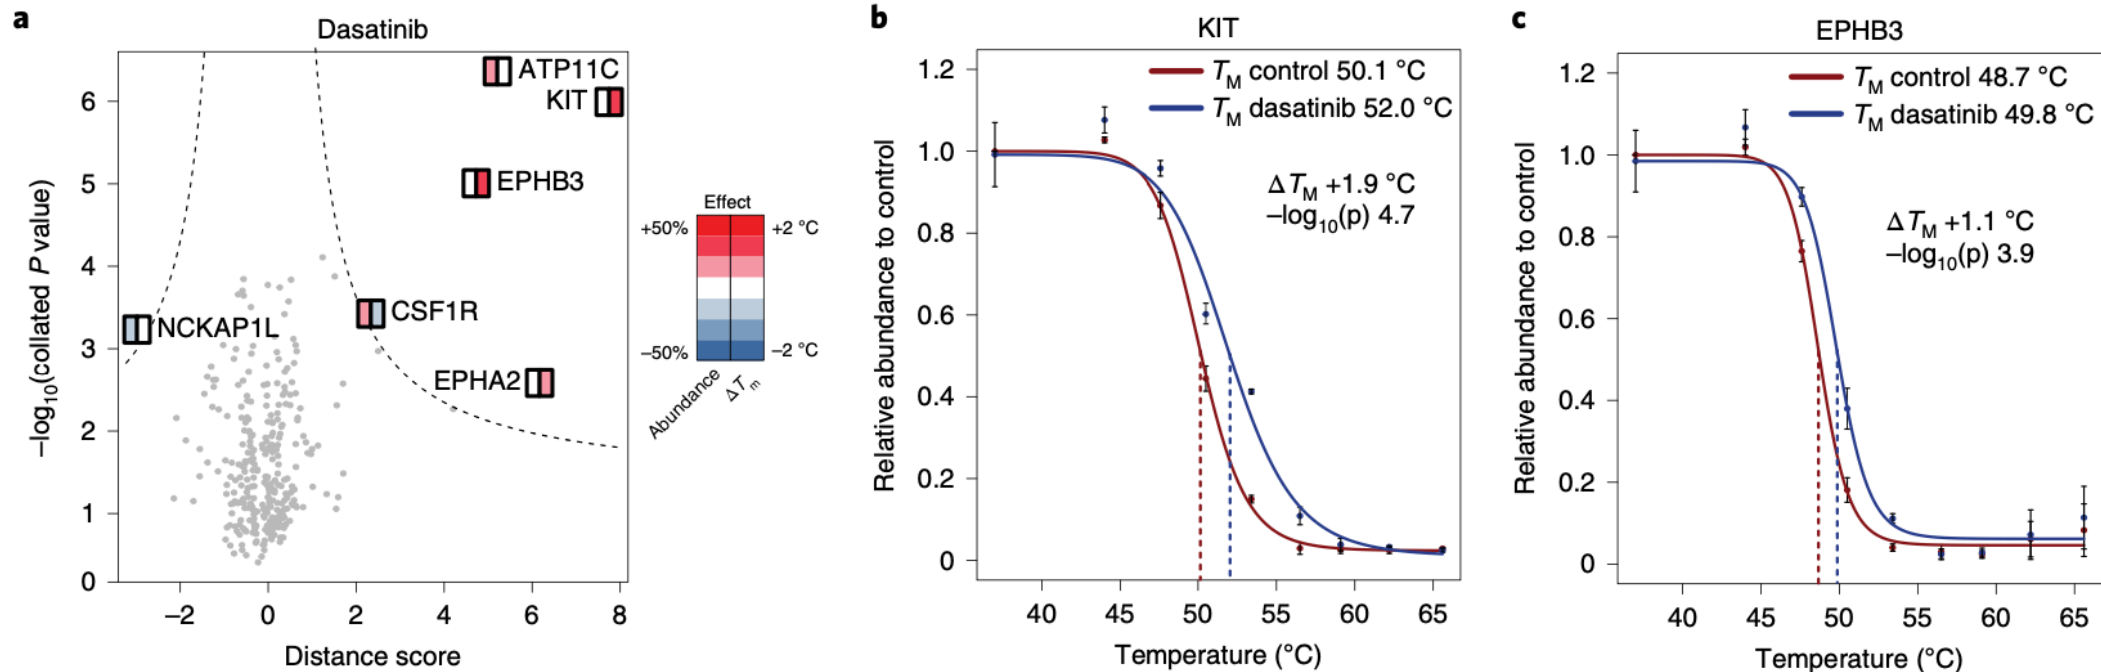 a
Dasatinib
−log10(collated P value)
6
5
4
3
2
1
0
−2
0
2
4
6
8
Distance score
ATP11C
KIT
EPHB3
CSF1R
NCKAP1L
EPHA2
Effect
+50%
+2 °C
−50%
−2 °C
Abundance
ΔTm
b
KIT
Relative abundance to control
1.2
1.0
0.8
0.6
0.4
0.2
0
40
45
50
55
60
65
Temperature (°C)
TM control 50.1 °C
TM dasatinib 52.0 °C
ΔTM +1.9 °C
−log10(p) 4.7
c
EPHB3
Relative abundance to control
1.2
1.0
0.8
0.6
0.4
0.2
0
40
45
50
55
60
65
Temperature (°C)
TM control 48.7 °C
TM dasatinib 49.8 °C
ΔTM +1.1 °C
−log10(p) 3.9